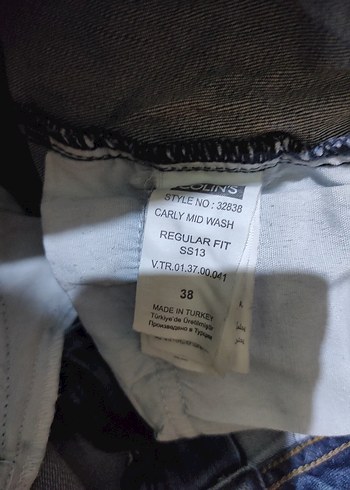 COLIN'S
STYLE NO : 32838
CARLY MID WASH
REGULAR FIT
SS13
V.TR.01.37.00.041
38
MADE IN TURKEY
Türkiye'de Üretilmiştir
Произведено в Турции